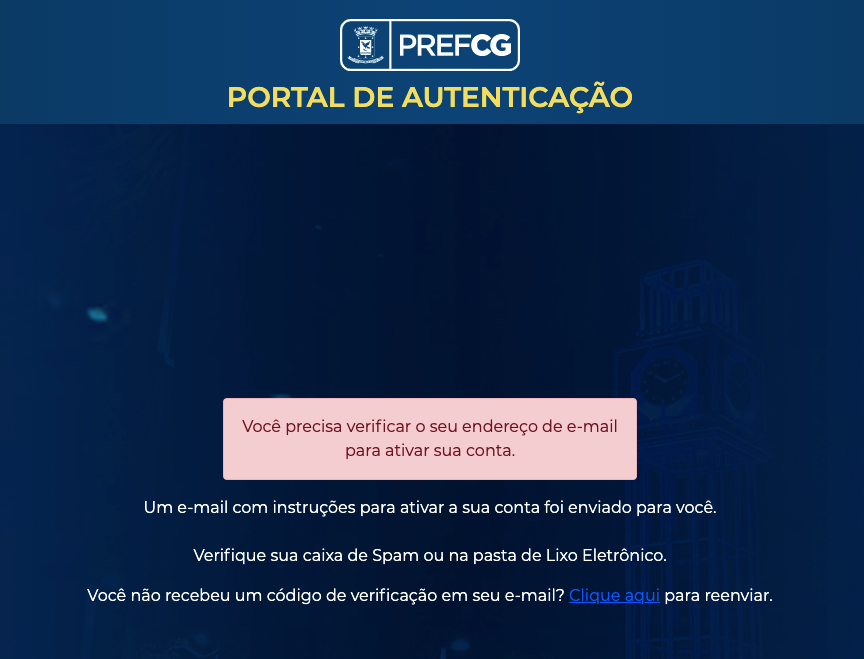 PREFCG
PORTAL DE AUTENTICAÇÃO
Você precisa verificar o seu endereço de e-mail
para ativar sua conta.
Um e-mail com instruções para ativar a sua conta foi enviado para você.
Verifique sua caixa de Spam ou na pasta de Lixo Eletrônico.
Você não recebeu um código de verificação em seu e-mail? Clique aqui para reenviar.